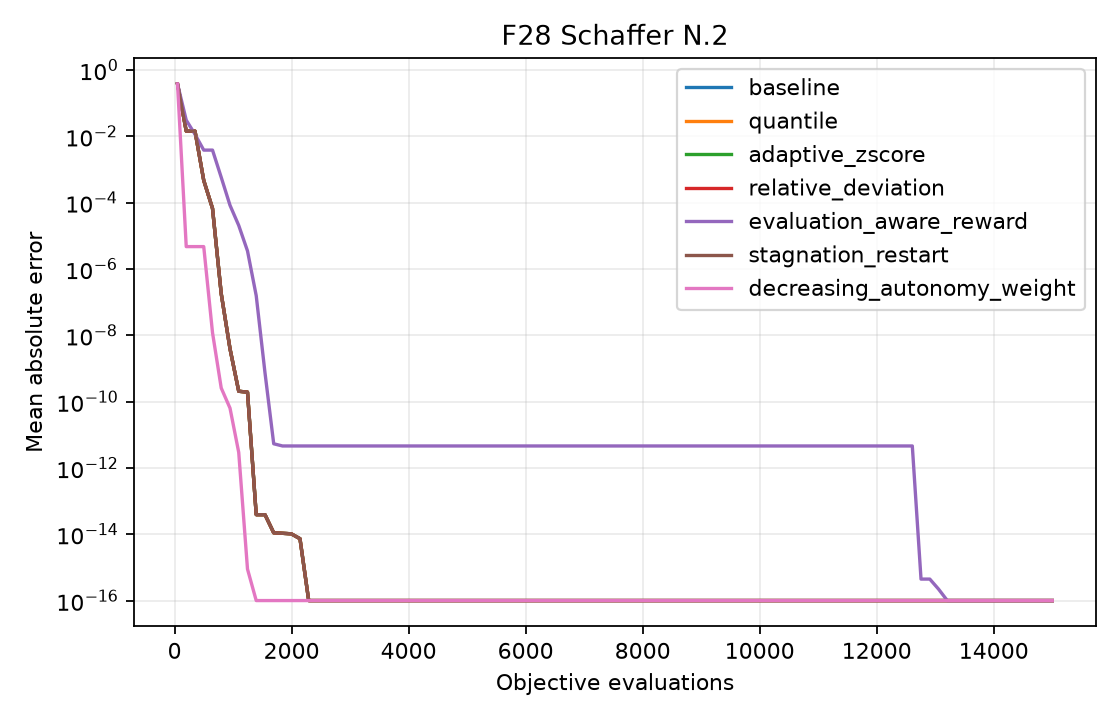 F28 Schaffer N.2
10⁰
10⁻²
10⁻⁴
10⁻⁶
10⁻⁸
10⁻¹⁰
10⁻¹²
10⁻¹⁴
10⁻¹⁶
Mean absolute error
baseline
quantile
adaptive_zscore
relative_deviation
evaluation_aware_reward
stagnation_restart
decreasing_autonomy_weight
0 2000 4000 6000 8000 10000 12000 14000
Objective evaluations